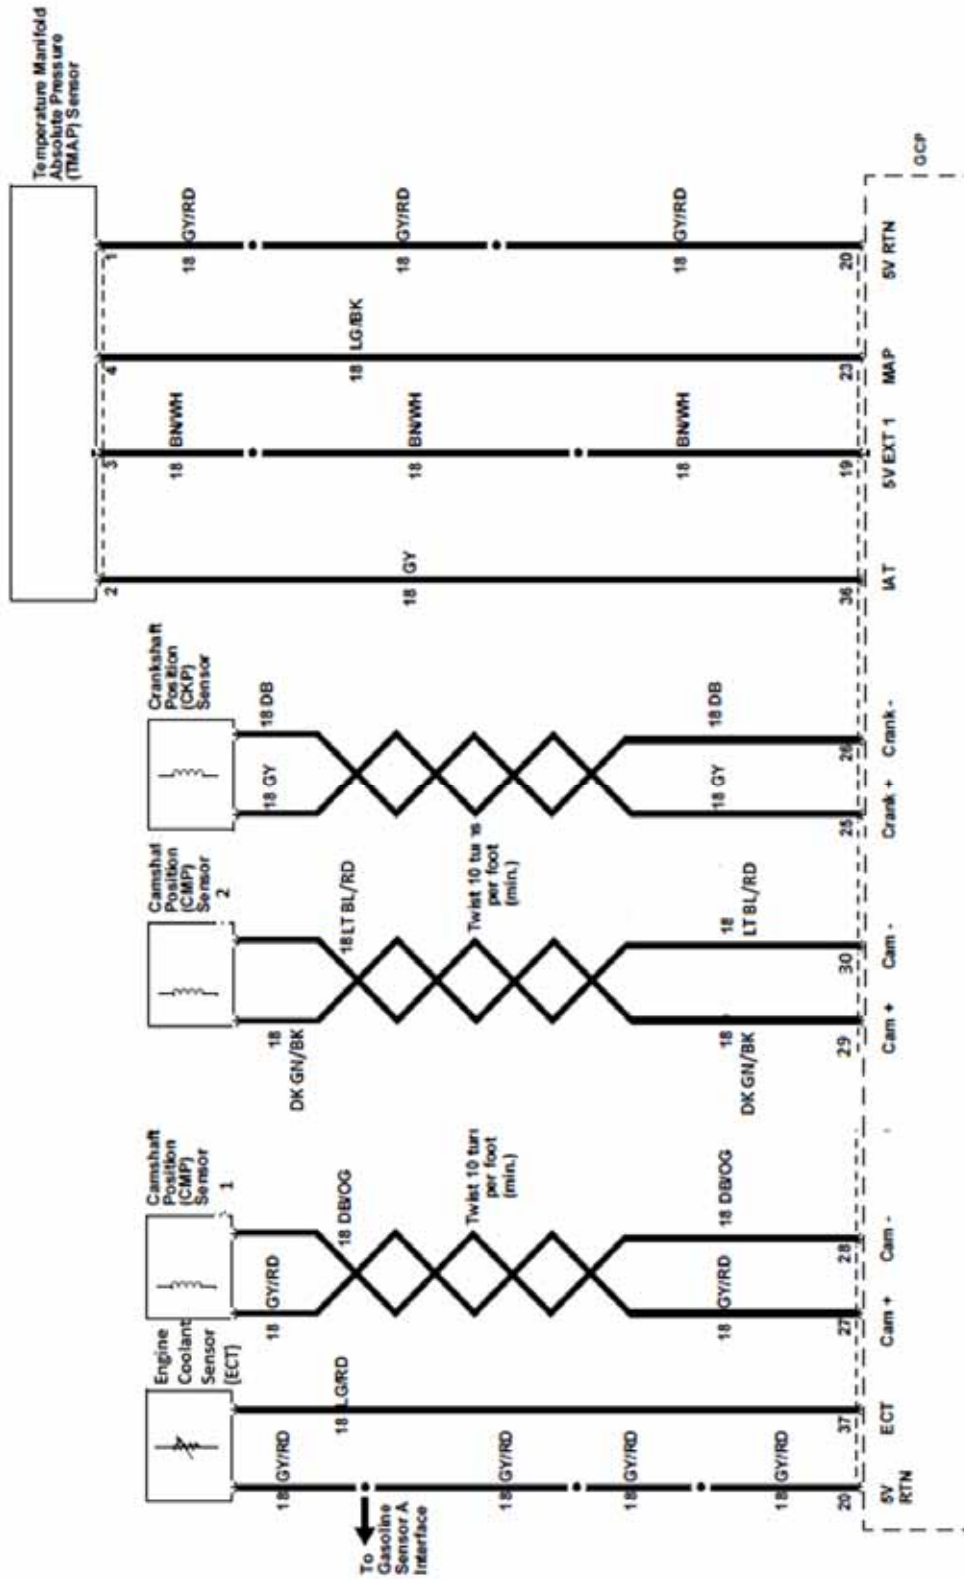 Temperature Manifold
Absolute Pressure
(TMAP) Sensor
1
4
3
2
18 GY/RD
18 GY/RD
18 GY/RD
18 LG/BK
18 BN/WH
18 BN/WH
18 BN/WH
18 GY
20
23
19
36
5V RTN
MAP
5V EXT 1
IAT
GCP
Crankshaft
Position
(CKP)
Sensor
18 DB
18 GY
18 DB
18 GY
26
25
Crank -
Crank +
Camshaf
Position
(CMP)
Sensor
2
18 LT BL/RD
18
DK GN/BK
Twist 10 tur s
per foot
(min.)
18
LT BL/RD
18
DK GN/BK
30
29
Cam -
Cam +
Camshaft
Position
(CMP)
Sensor
1
18 DB/OG
18 GY/RD
Twist 10 turr
per foot
(min.)
18 DB/OG
18 GY/RD
28
27
Cam -
Cam +
Engine
Coolant
Sensor
(ECT)
18 LG/RD
18 GY/RD
18 GY/RD
18 GY/RD
18 GY/RD
To
Gasoline
Sensor A
Interface
37
20
ECT
5V
RTN